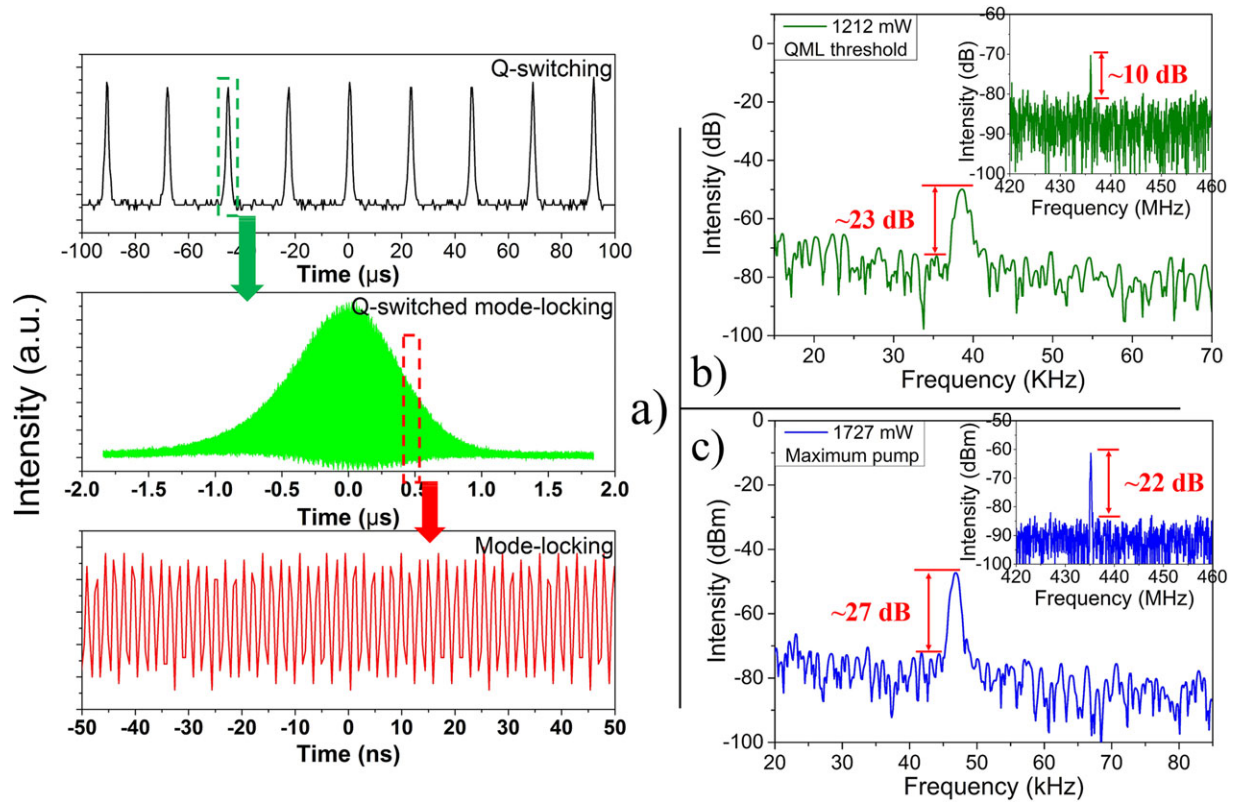 Intensity (a.u.)
Q-switching
-100 -80 -60 -40 -20 0 20 40 60 80 100
Time (µs)
Q-switched mode-locking
-2.0 -1.5 -1.0 -0.5 0.0 0.5 1.0 1.5 2.0
Time (µs)
Mode-locking
-50 -40 -30 -20 -10 0 10 20 30 40 50
Time (ns)
a)
b)
Intensity (dB)
0
-20
-40
-60
-80
-100
1212 mW
QML threshold
~23 dB
20 30 40 50 60 70
Frequency (KHz)
Intensity (dB)
-60
-70
-80
-90
-100
~10 dB
420 430 440 450 460
Frequency (MHz)
c)
Intensity (dBm)
0
-20
-40
-60
-80
-100
1727 mW
Maximum pump
~27 dB
20 30 40 50 60 70 80
Frequency (kHz)
Intensity (dBm)
-50
-60
-70
-80
-90
-100
~22 dB
420 430 440 450 460
Frequency (MHz)